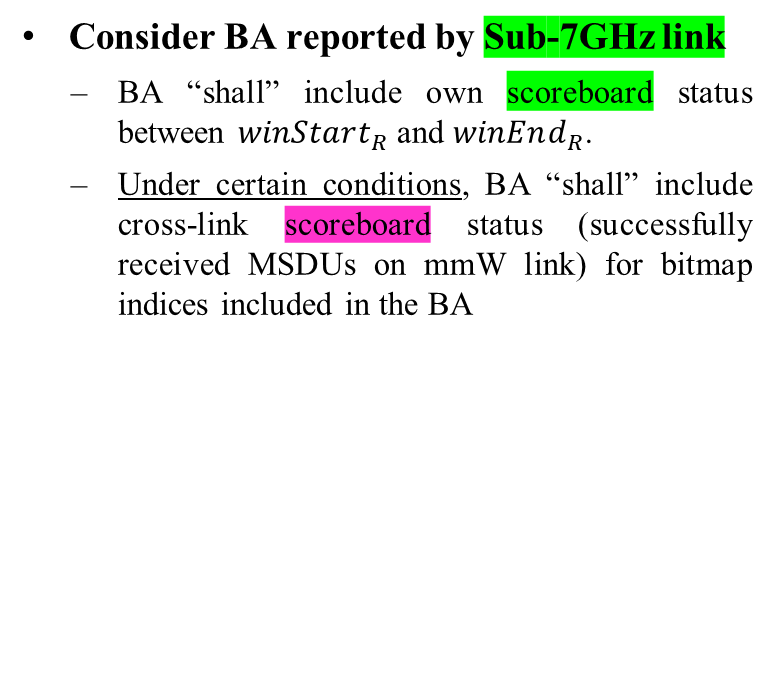 • Consider BA reported by Sub-7GHz link
– BA “shall” include own scoreboard status
between winStart_R and winEnd_R.
– Under certain conditions, BA “shall” include
cross-link scoreboard status (successfully
received MSDUs on mmW link) for bitmap
indices included in the BA